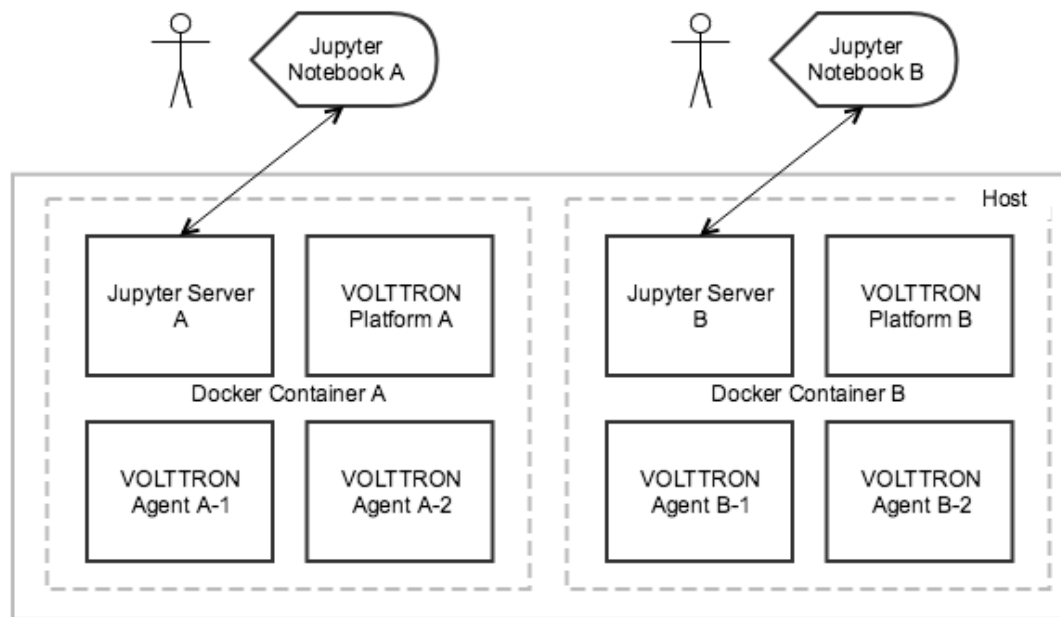 Jupyter
Notebook A
Jupyter
Notebook B
Host
Jupyter Server
A
VOLTTRON
Platform A
Jupyter Server
B
VOLTTRON
Platform B
Docker Container A
Docker Container B
VOLTTRON
Agent A-1
VOLTTRON
Agent A-2
VOLTTRON
Agent B-1
VOLTTRON
Agent B-2